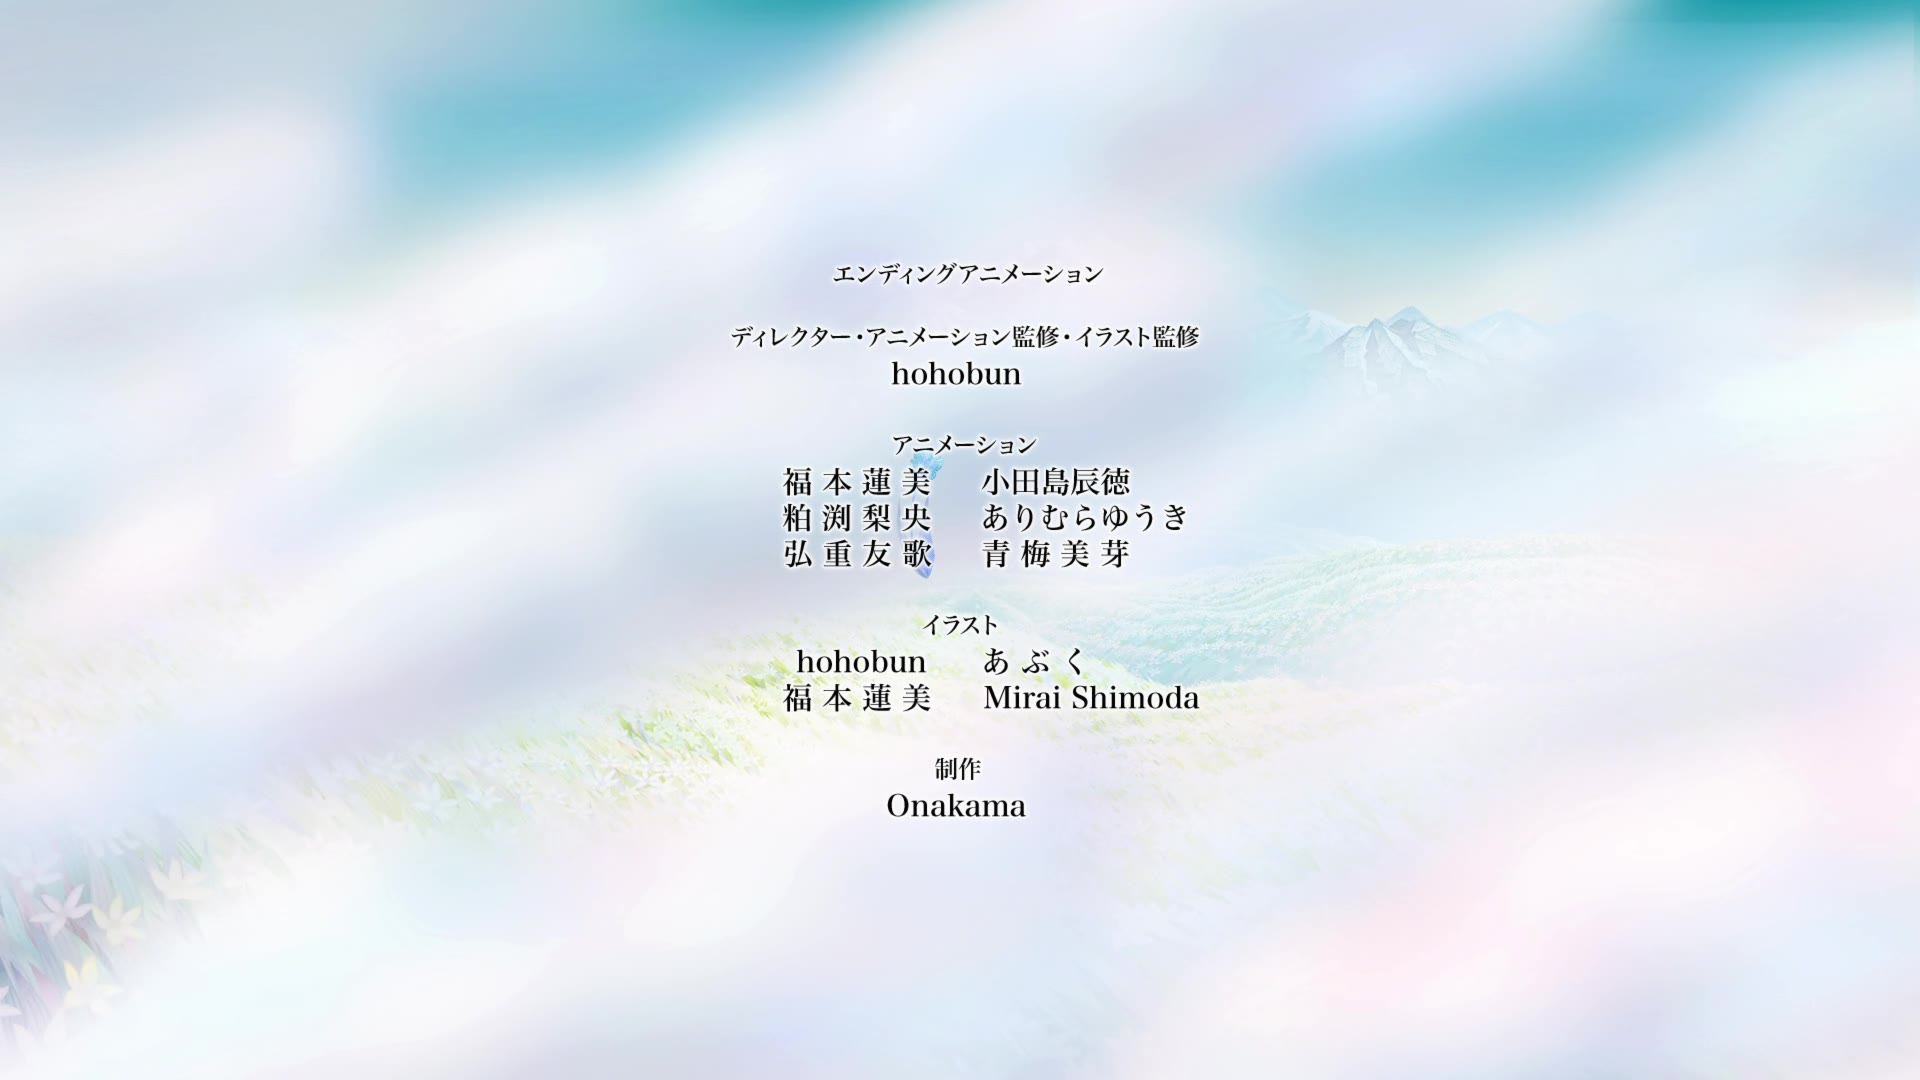 エンディングアニメーション
ディレクター・アニメーション監修・イラスト監修
hohobun
アニメーション
福本蓮美 小田島辰徳
粕渕梨央 ありむらゆうき
弘重友歌 青梅美芽
イラスト
hohobun あぶく
福本蓮美 Mirai Shimoda
制作
Onakama